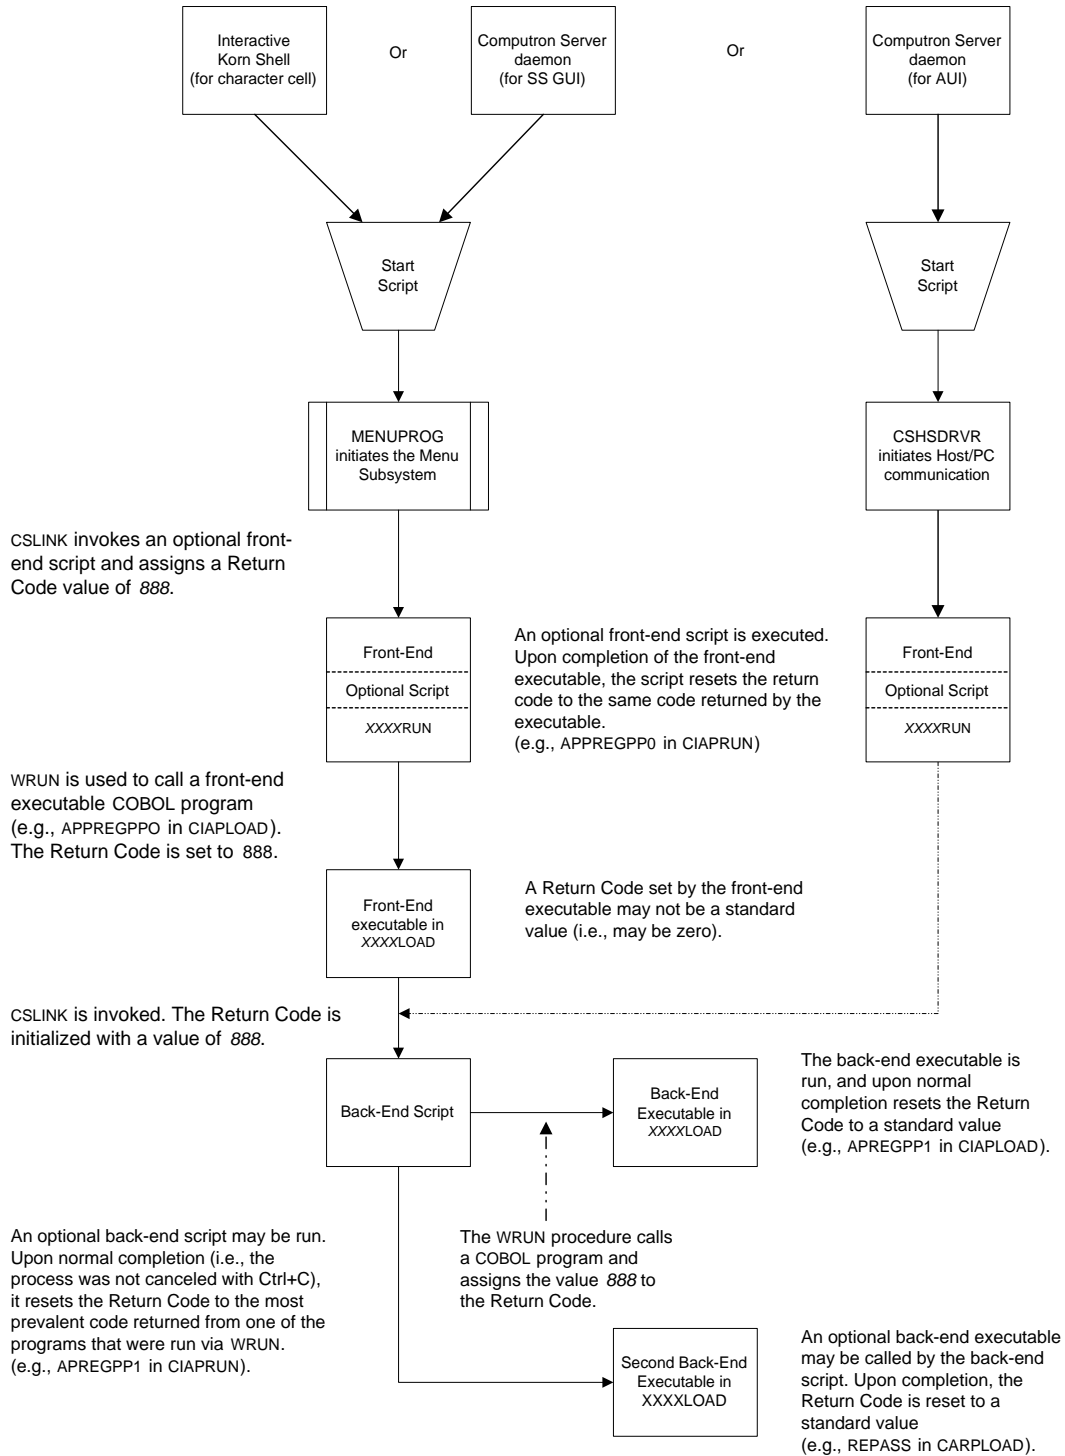 Interactive
Korn Shell
(for character cell)
Or
Computron Server
daemon
(for SS GUI)
Or
Computron Server
daemon
(for AUI)
Start
Script
Start
Script
MENUPROG
initiates the Menu
Subsystem
CSHSDRVR
initiates Host/PC
communication
CSLINK invokes an optional front-
end script and assigns a Return
Code value of 888.
Front-End
Optional Script
XXXXRUN
An optional front-end script is executed.
Upon completion of the front-end
executable, the script resets the return
code to the same code returned by the
executable.
(e.g., APPREGPP0 in CIAPRUN)
Front-End
Optional Script
XXXXRUN
WRUN is used to call a front-end
executable COBOL program
(e.g., APPREGPPO in CIAPLOAD).
The Return Code is set to 888.
Front-End
executable in
XXXXLOAD
A Return Code set by the front-end
executable may not be a standard
value (i.e., may be zero).
CSLINK is invoked. The Return Code is
initialized with a value of 888.
Back-End Script
Back-End
Executable in
XXXXLOAD
The back-end executable is
run, and upon normal
completion resets the Return
Code to a standard value
(e.g., APREGPP1 in CIAPLOAD).
An optional back-end script may be run.
Upon normal completion (i.e., the
process was not canceled with Ctrl+C),
it resets the Return Code to the most
prevalent code returned from one of the
programs that were run via WRUN.
(e.g., APREGPP1 in CIAPRUN).
The WRUN procedure calls
a COBOL program and
assigns the value 888 to
the Return Code.
Second Back-End
Executable in
XXXXLOAD
An optional back-end executable
may be called by the back-end
script. Upon completion, the
Return Code is reset to a
standard value
(e.g., REPASS in CARPLOAD).